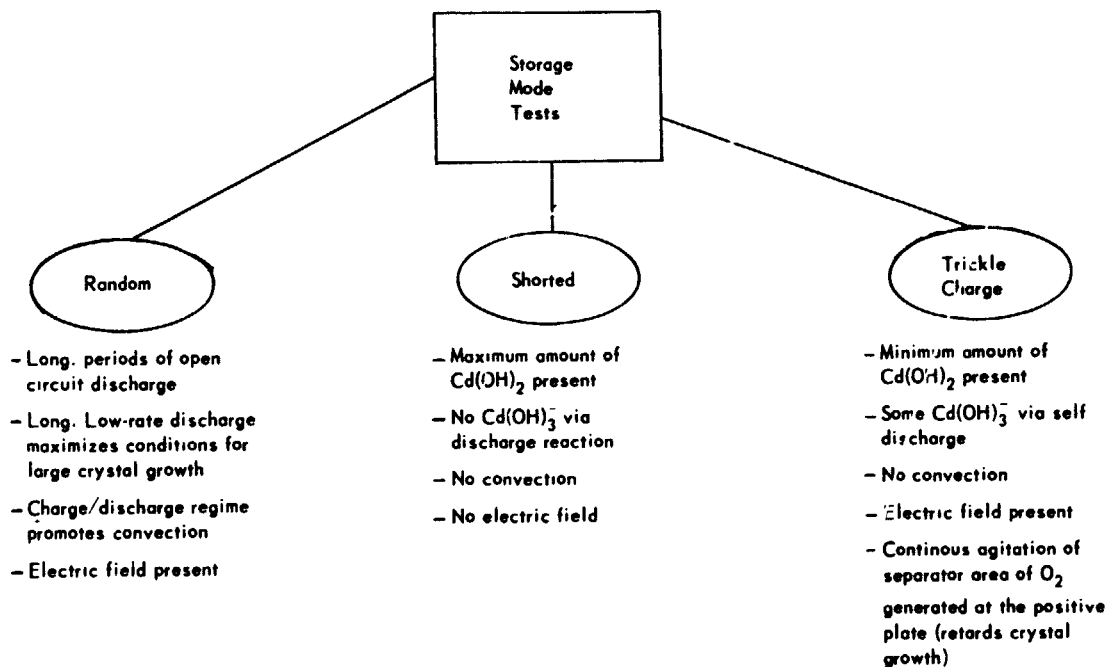 Storage
Mode
Tests
Random
– Long. periods of open
circuit discharge
– Long. Low-rate discharge
maximizes conditions for
large crystal growth
– Charge/discharge regime
promotes convection
– Electric field present
Shorted
– Maximum amount of
Cd(OH)₂ present
– No Cd(OH)₃⁻ via
discharge reaction
– No convection
– No electric field
Trickle
Charge
– Minimum amount of
Cd(OH)₂ present
– Some Cd(OH)₃⁻ via self
discharge
– No convection
– Electric field present
– Continous agitation of
separator area of O₂
generated at the positive
plate (retards crystal
growth)